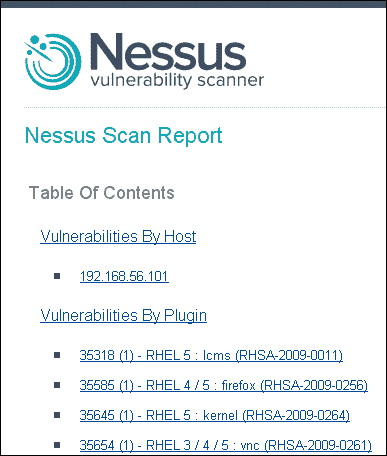 Nessus
vulnerability scanner
Nessus Scan Report
Table Of Contents
Vulnerabilities By Host
192.168.56.101
Vulnerabilities By Plugin
35318 (1) - RHEL 5 : lcms (RHSA-2009-0011)
35585 (1) - RHEL 4 / 5 : firefox (RHSA-2009-0256)
35645 (1) - RHEL 5 : kernel (RHSA-2009-0264)
35654 (1) - RHEL 3 / 4 / 5 : vnc (RHSA-2009-0261)